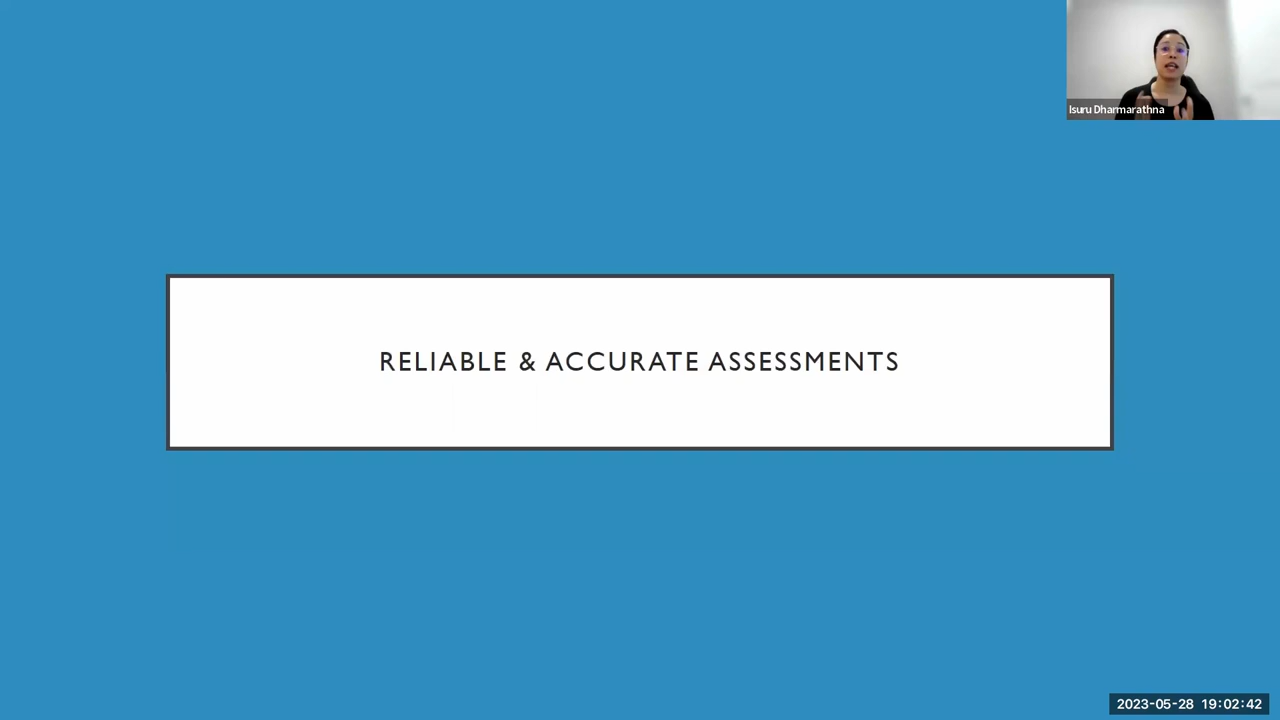 Isuru Dharmarathna
RELIABLE & ACCURATE ASSESSMENTS
2023-05-28 19:02:42